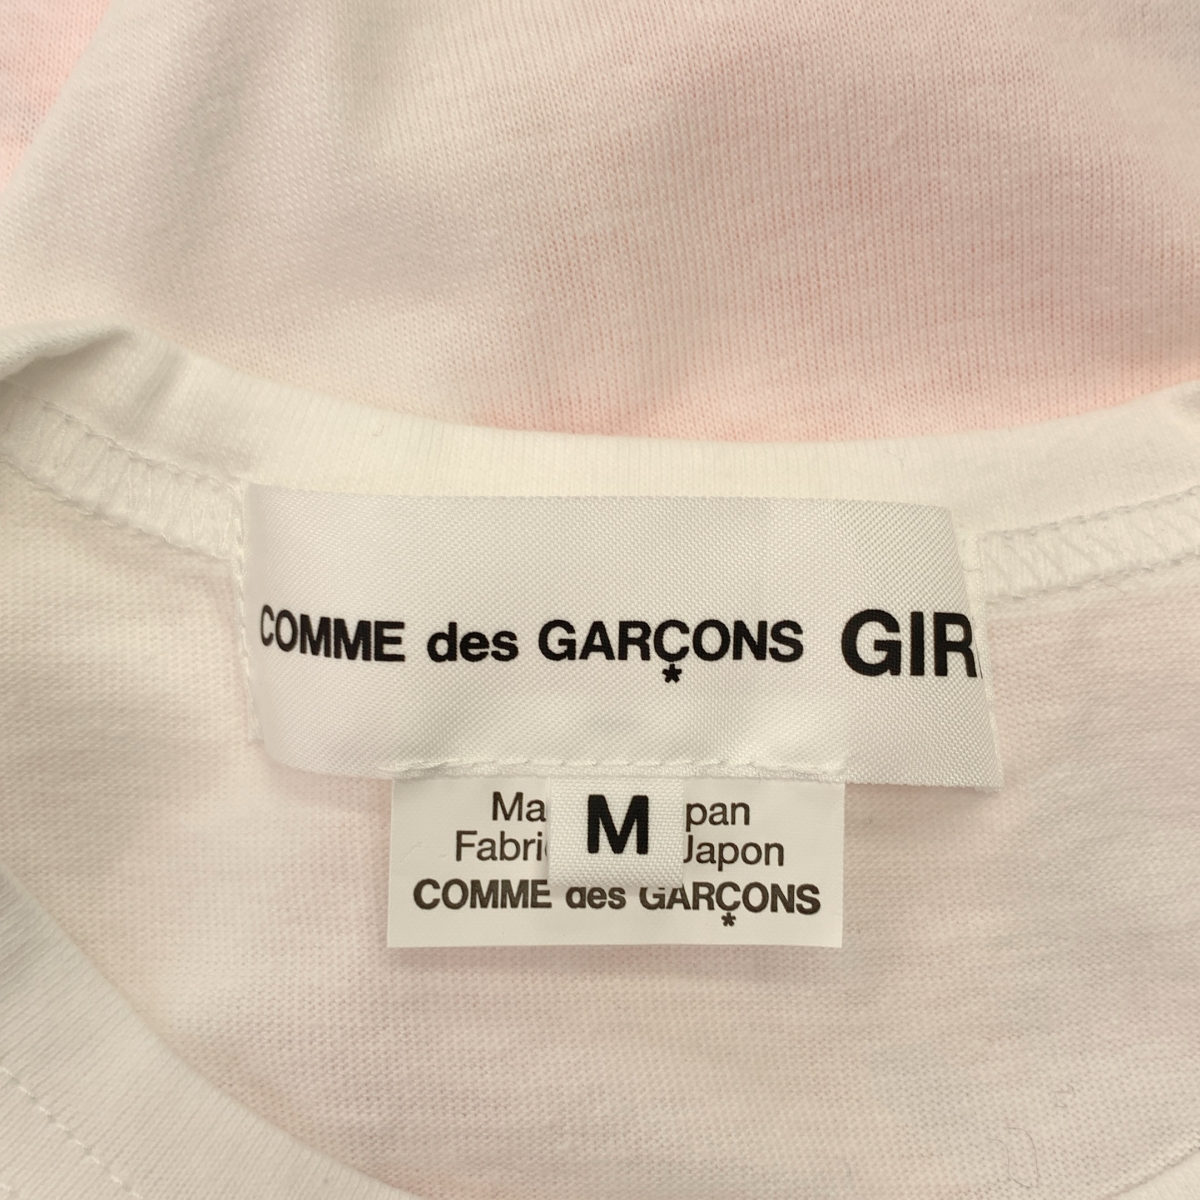 COMME des GARÇONS GIR
M
Ma pan
Fabri Japon
COMME des GARÇONS